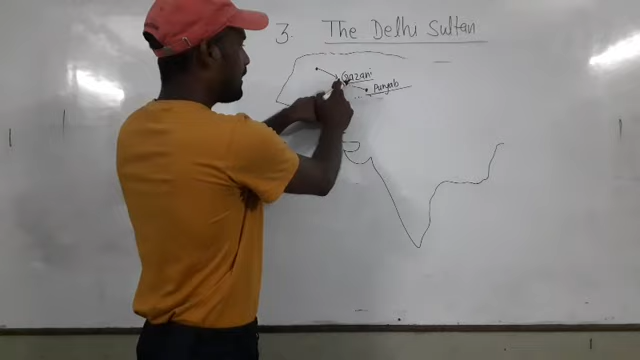 3. The Delhi Sultan
Gazani
Punjab